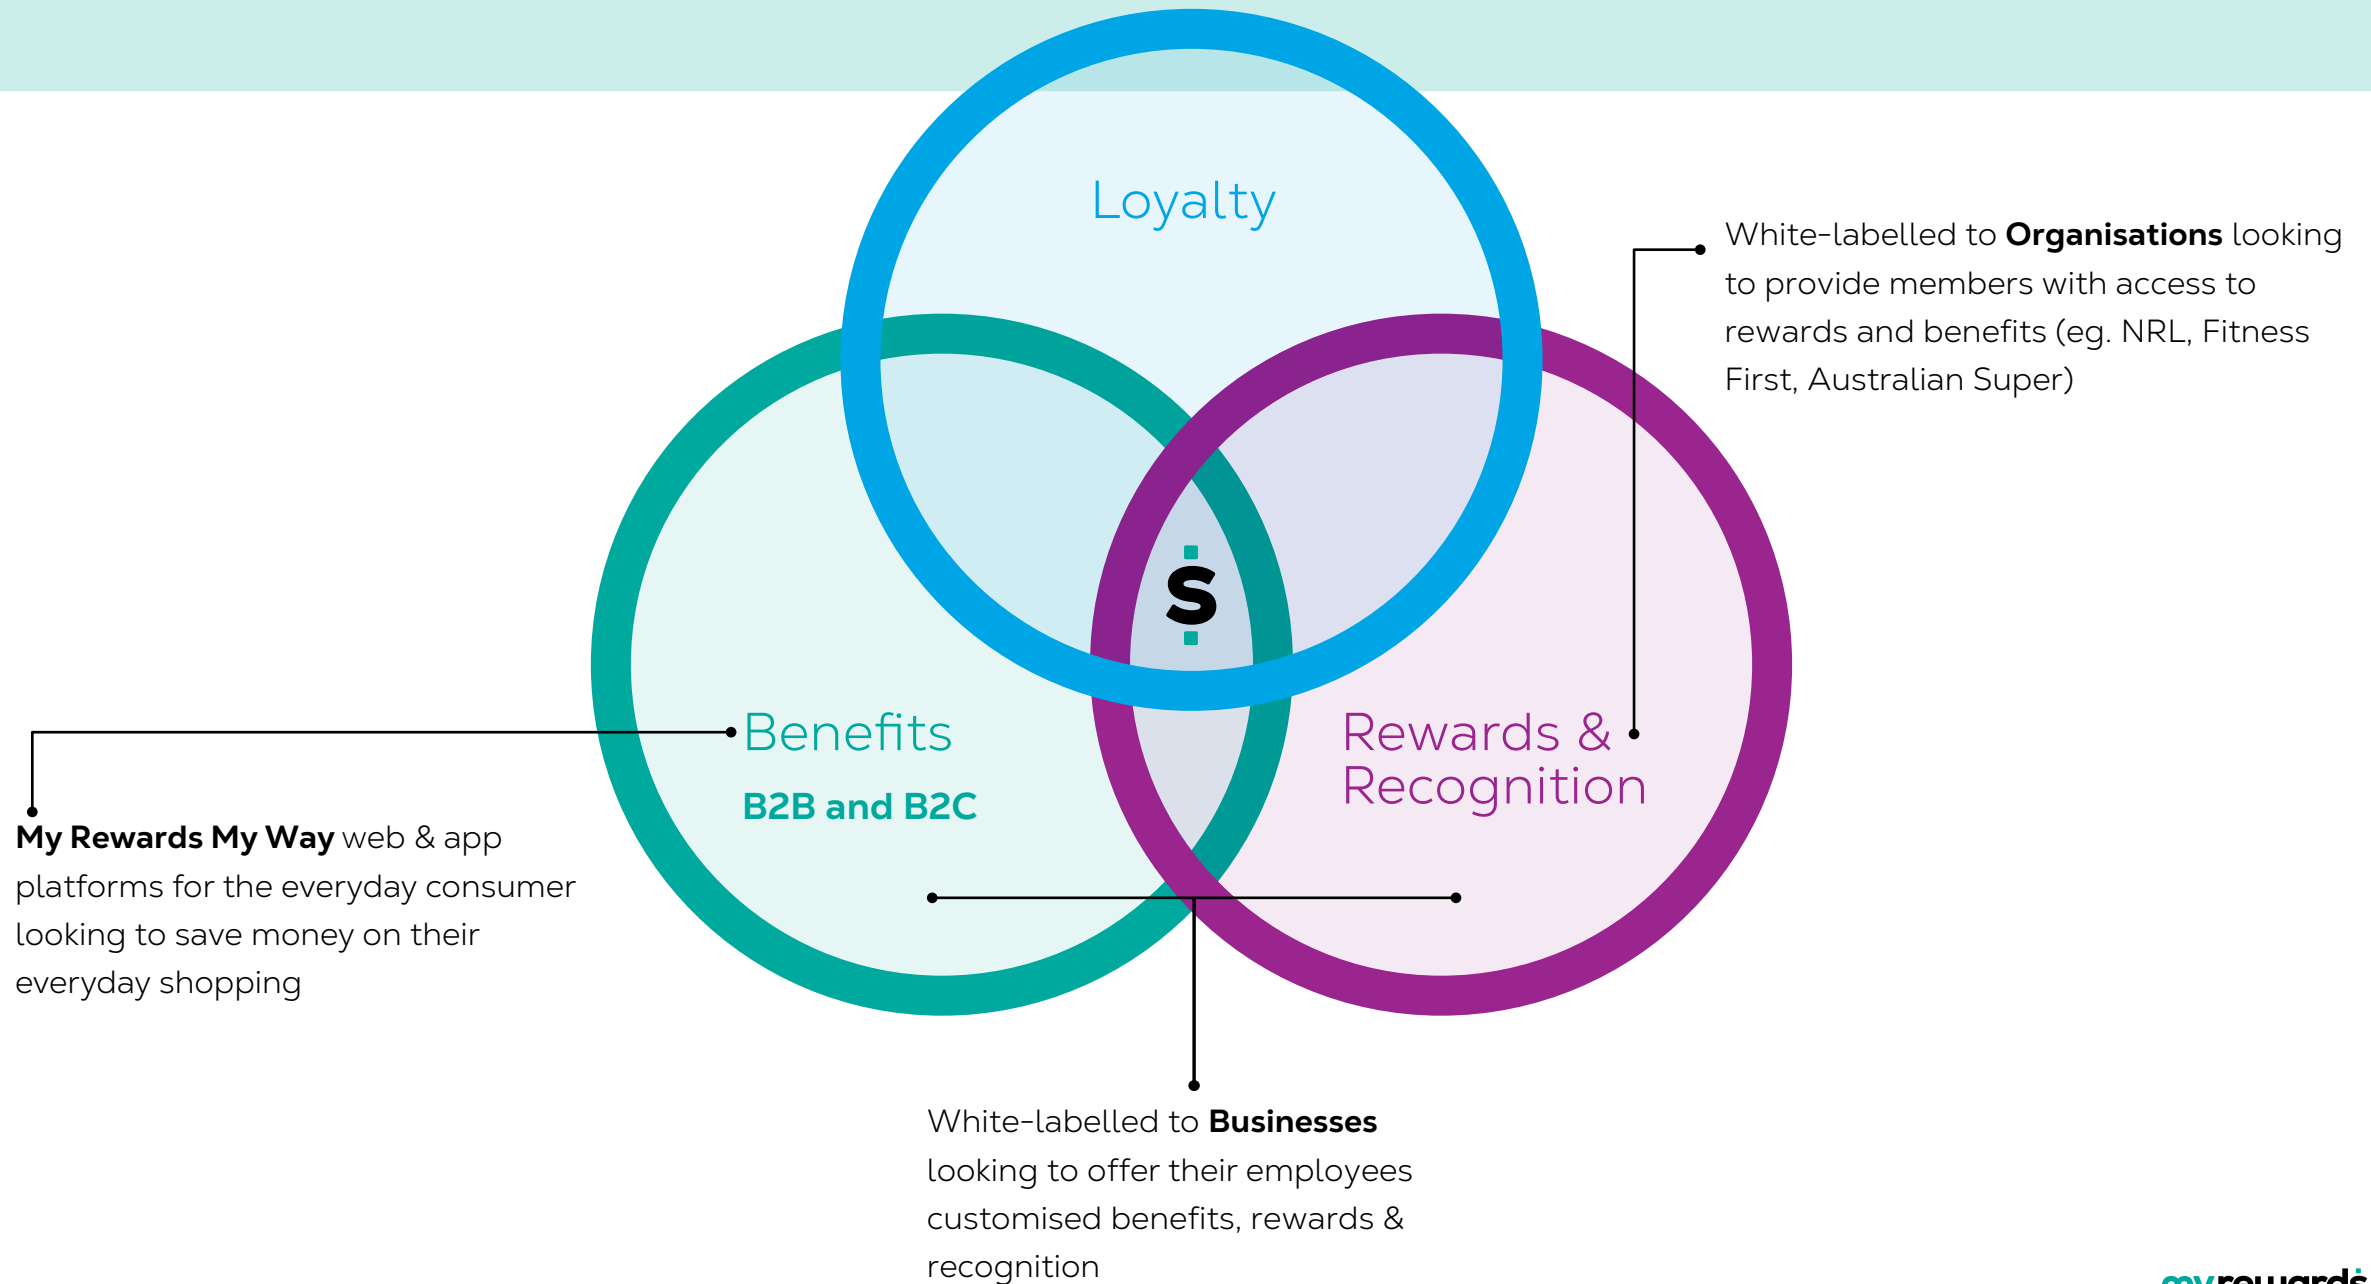 Loyalty
White-labelled to Organisations looking
to provide members with access to
rewards and benefits (eg. NRL, Fitness
First, Australian Super)
S
Benefits
B2B and B2C
Rewards &
Recognition
My Rewards My Way web & app
platforms for the everyday consumer
looking to save money on their
everyday shopping
White-labelled to Businesses
looking to offer their employees
customised benefits, rewards &
recognition
my rewards